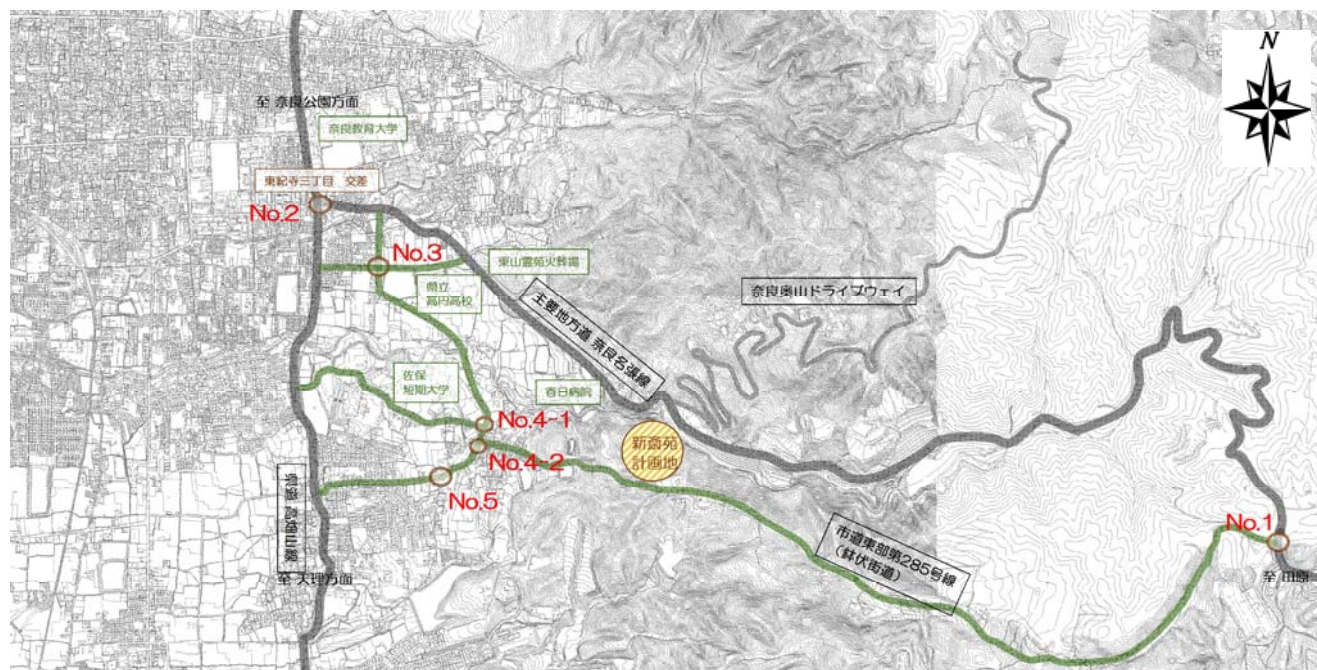 N
至 奈良公園方面
奈良教育大学
東紀寺三丁目 交差
No.2
No.3
東山霊苑火葬場
県立
高円高校
主要地方道 奈良名張線
奈良奥山ドライブウェイ
佐保
短期大学
春日病院
No.4-1
新斎苑
計画地
No.4-2
No.5
県道 高畑山線
市道東部第285号線
(鉢伏街道)
No.1
至 天理方面
至 田原